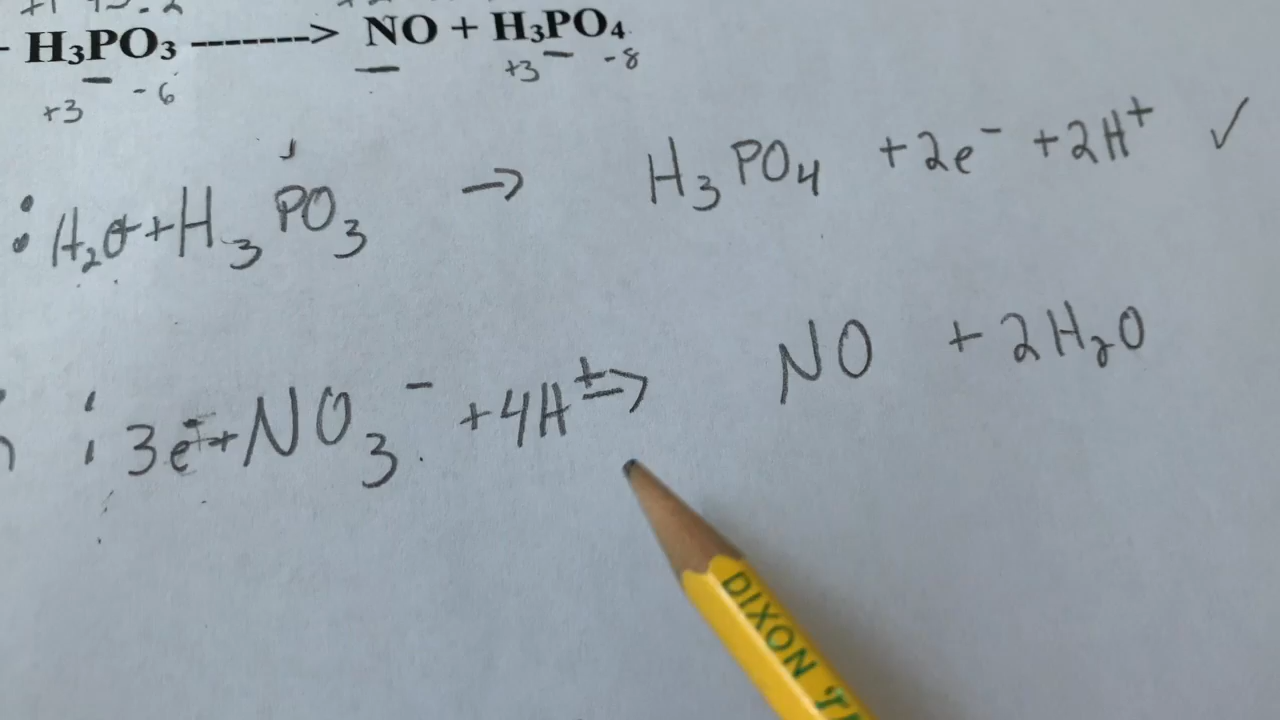 H₃PO₃ -------> NO + H₃PO₄
+3 -6 +3 -8
: H₂O + H₃PO₃ → H₃PO₄ + 2e⁻ + 2H⁺ ✓
: 3e⁻ + NO₃⁻ + 4H⁺ → NO + 2H₂O
DIXON